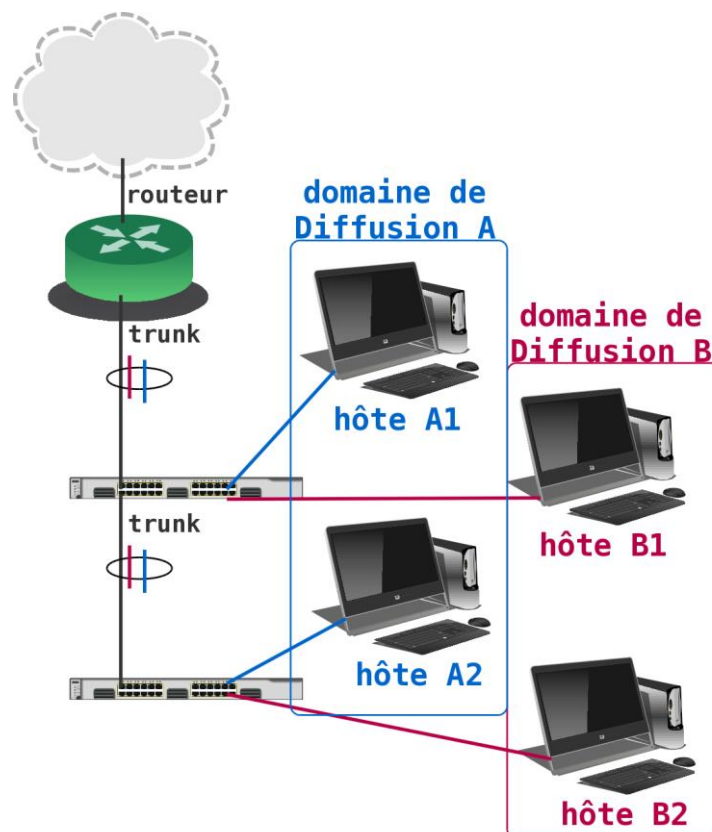 routeur
domaine de
Diffusion A
trunk
domaine de
Diffusion B
hôte A1
trunk
hôte B1
hôte A2
hôte B2